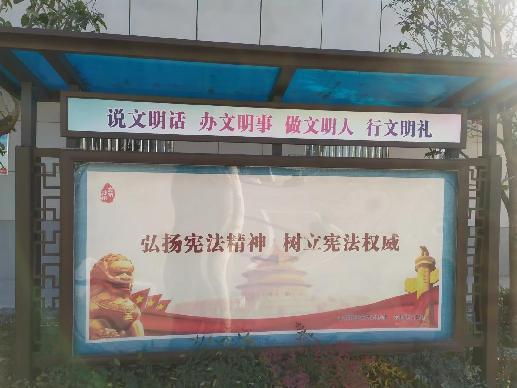 说文明话 办文明事 做文明人 行文明礼
弘扬宪法精神 树立宪法权威